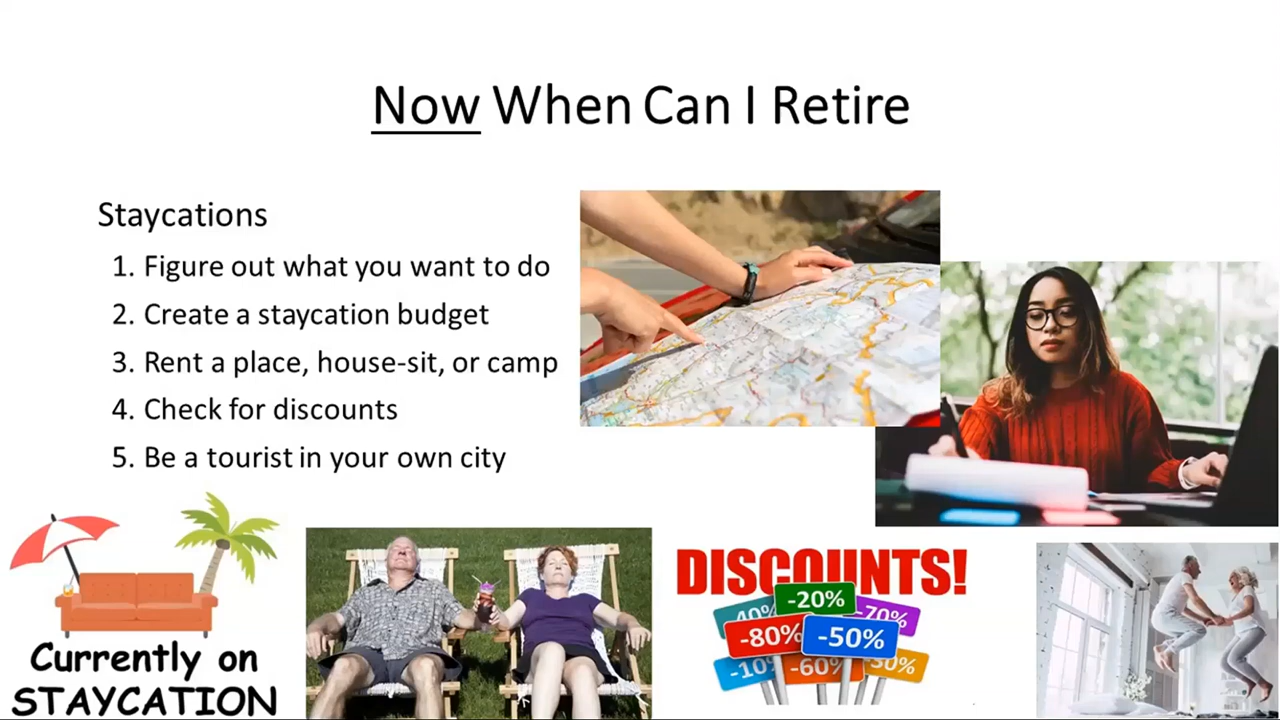 Now When Can I Retire
Staycations
1. Figure out what you want to do
2. Create a staycation budget
3. Rent a place, house-sit, or camp
4. Check for discounts
5. Be a tourist in your own city
Currently on
STAYCATION
DISCOUNTS!
-20%
40%
-70%
-80%
-50%
-60%